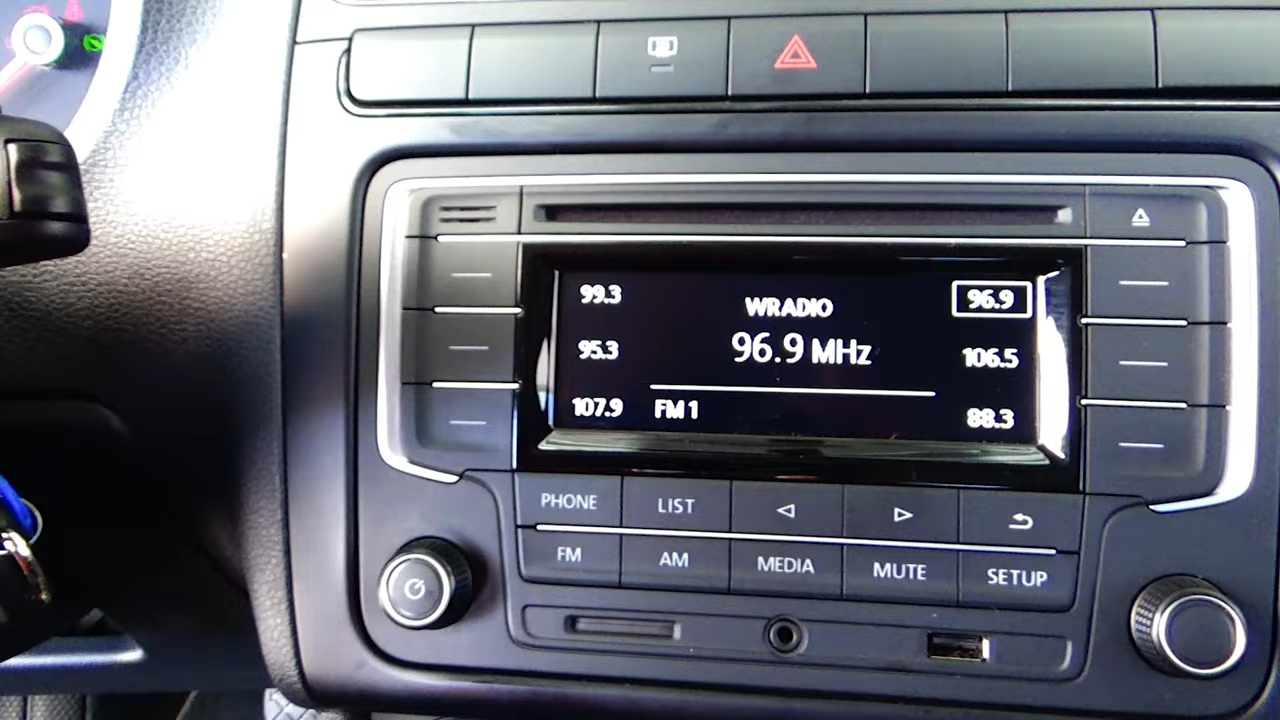 99.3 WRADIO 96.9
95.3 96.9 MHz 106.5
107.9 FM 1 88.3
PHONE LIST
FM AM MEDIA MUTE SETUP